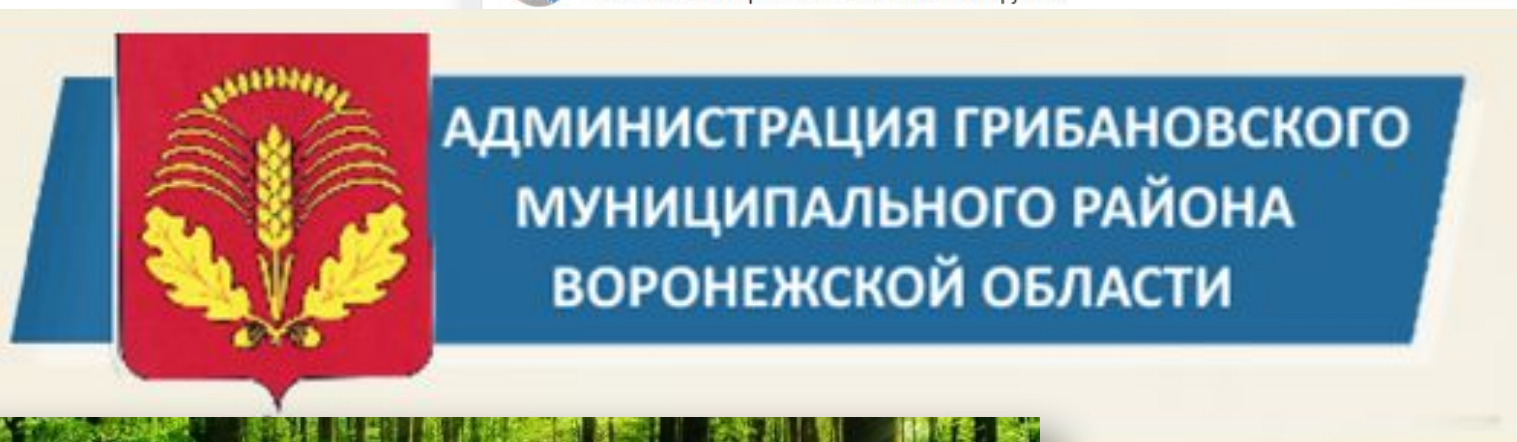 АДМИНИСТРАЦИЯ ГРИБАНОВСКОГО
МУНИЦИПАЛЬНОГО РАЙОНА
ВОРОНЕЖСКОЙ ОБЛАСТИ